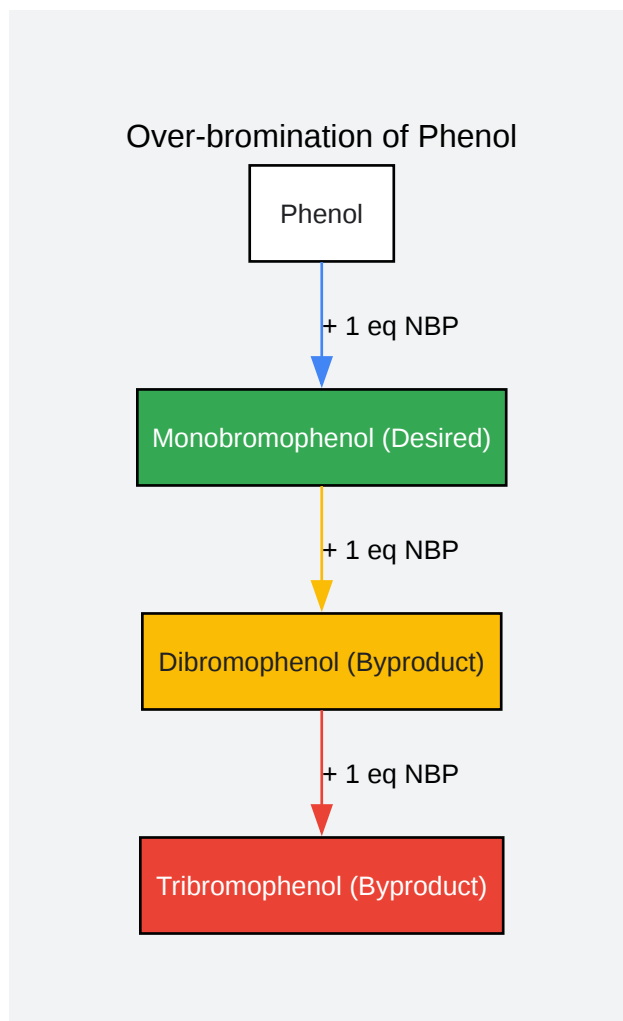 Over-bromination of Phenol
Phenol
+ 1 eq NBP
Monobromophenol (Desired)
+ 1 eq NBP
Dibromophenol (Byproduct)
+ 1 eq NBP
Tribromophenol (Byproduct)